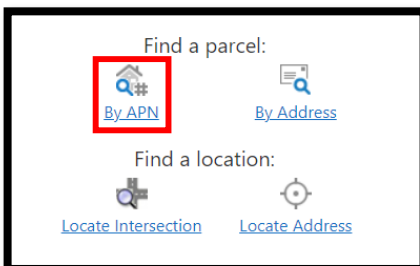 Find a parcel:
By APN By Address
Find a location:
Locate Intersection Locate Address